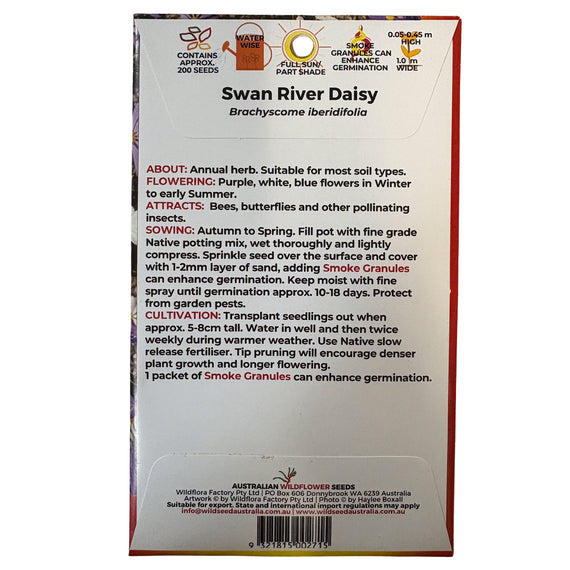 CONTAINS
APPROX.
200 SEEDS
WATER
WISE
FULL SUN/
PART SHADE
SMOKE
GRANULES CAN
ENHANCE
GERMINATION
0.05-0.45 m
HIGH
1.0 m
WIDE
Swan River Daisy
Brachyscome iberidifolia
ABOUT: Annual herb. Suitable for most soil types.
FLOWERING: Purple, white, blue flowers in Winter
to early Summer.
ATTRACTS: Bees, butterflies and other pollinating
insects.
SOWING: Autumn to Spring. Fill pot with fine grade
Native potting mix, wet thoroughly and lightly
compress. Sprinkle seed over the surface and cover
with 1-2mm layer of sand, adding Smoke Granules
can enhance germination. Keep moist with fine
spray until germination approx. 10-18 days. Protect
from garden pests.
CULTIVATION: Transplant seedlings out when
approx. 5-8cm tall. Water in well and then twice
weekly during warmer weather. Use Native slow
release fertiliser. Tip pruning will encourage denser
plant growth and longer flowering.
1 packet of Smoke Granules can enhance germination.
AUSTRALIAN WILDFLOWER SEEDS
Wildflora Factory Pty Ltd | PO Box 606 Donnybrook WA 6239 Australia
Artwork © by Wildflora Factory Pty Ltd | Photo © by Haylee Boxall
Suitable for export. State and international import regulations may apply
info@wildseedaustralia.com.au | wildseedaustralia.com.au
9 321815 002715